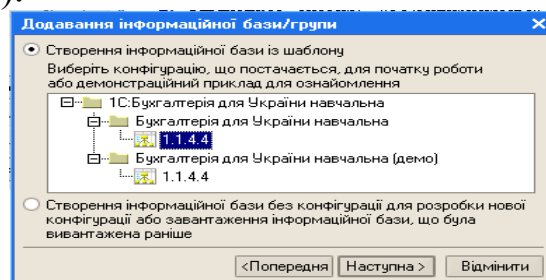 ).
Додавання інформаційної бази/групи
Створення інформаційної бази із шаблону
Виберіть конфігурацію, що постачається, для початку роботи
або демонстраційний приклад для ознайомлення
1С:Бухгалтерія для України навчальна
Бухгалтерія для України навчальна
1.1.4.4
Бухгалтерія для України навчальна (демо)
1.1.4.4
Створення інформаційної бази без конфігурації для розробки нової
конфігурації або завантаження інформаційної бази, що була
вивантажена раніше
<Попередня Наступна > Відмінити